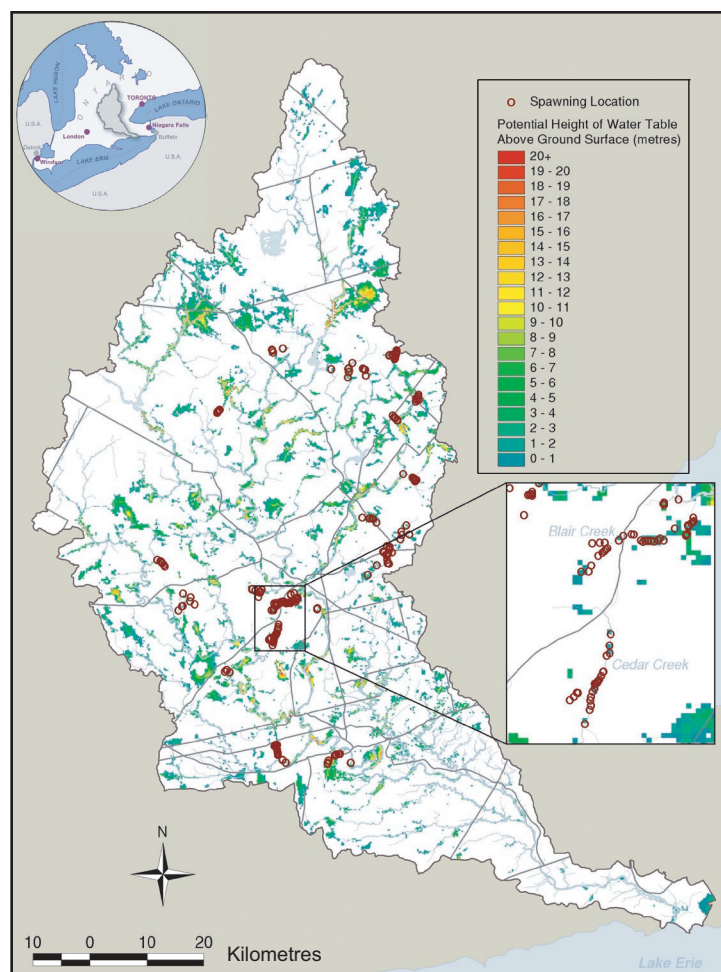 LAKE HURON
ONTARIO
TORONTO
LAKE ONTARIO
U.S.A.
London
Niagara Falls
Buffalo
Detroit
Windsor
LAKE ERIE
U.S.A.
U.S.A.
Spawning Location
Potential Height of Water Table
Above Ground Surface (metres)
20+
19 - 20
18 - 19
17 - 18
16 - 17
15 - 16
14 - 15
13 - 14
12 - 13
11 - 12
10 - 11
9 - 10
8 - 9
7 - 8
6 - 7
5 - 6
4 - 5
3 - 4
2 - 3
1 - 2
0 - 1
Blair Creek
Cedar Creek
N
10 0 10 20 Kilometres
Lake Erie